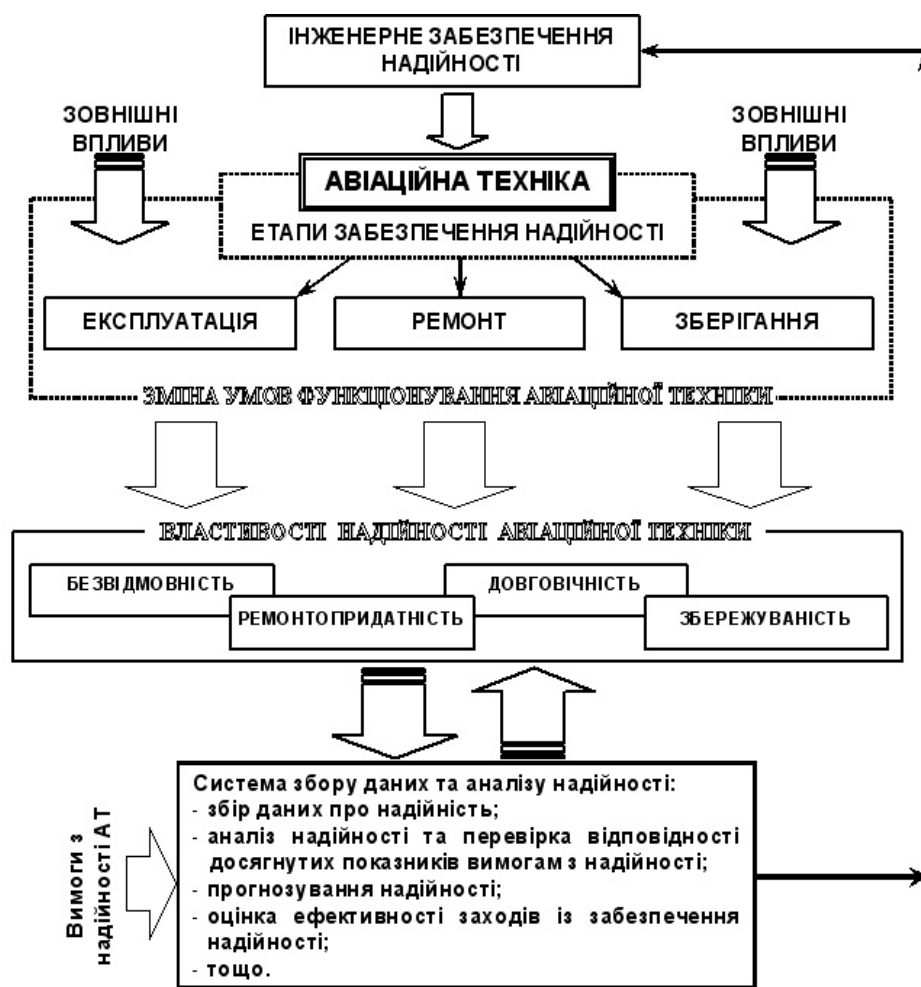 ІНЖЕНЕРНЕ ЗАБЕЗПЕЧЕННЯ
НАДІЙНОСТІ
ЗОВНІШНІ
ВПЛИВИ
ЗОВНІШНІ
ВПЛИВИ
АВІАЦІЙНА ТЕХНІКА
ЕТАПИ ЗАБЕЗПЕЧЕННЯ НАДІЙНОСТІ
ЕКСПЛУАТАЦІЯ
РЕМОНТ
ЗБЕРІГАННЯ
ЗМІНА УМОВ ФУНКЦІОНУВАННЯ АВІАЦІЙНОЇ ТЕХНІКИ
ВЛАСТИВОСТІ НАДІЙНОСТІ АВІАЦІЙНОЇ ТЕХНІКИ
БЕЗВІДМОВНІСТЬ
ДОВГОВІЧНІСТЬ
РЕМОНТОПРИДАТНІСТЬ
ЗБЕРЕЖУВАНІСТЬ
Вимоги з
надійності АТ
Система збору даних та аналізу надійності:
- збір даних про надійність;
- аналіз надійності та перевірка відповідності
досягнутих показників вимогам з надійності;
- прогнозування надійності;
- оцінка ефективності заходів із забезпечення
надійності;
- тощо.